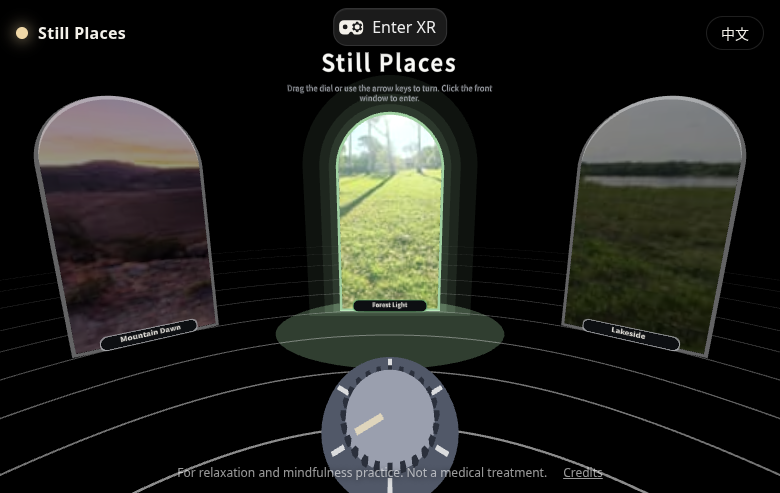 Still Places
Enter XR
中文
Still Places
Drag the dial or use the arrow keys to turn. Click the front
window to enter.
Mountain Dawn
Forest Light
Lakeside
For relaxation and mindfulness practice. Not a medical treatment.
Credits